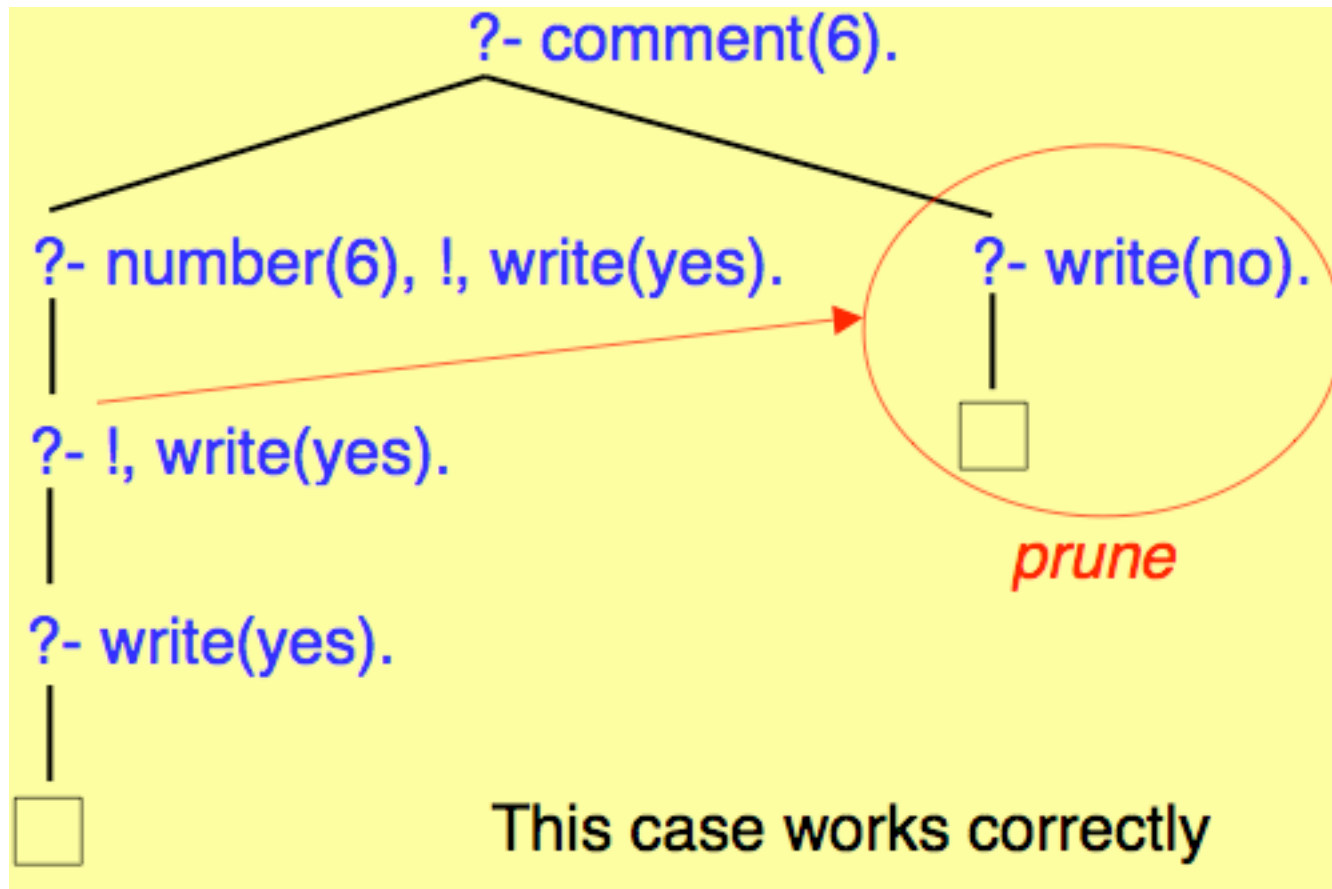 ?- comment(6).
?- number(6), !, write(yes).
?- write(no).
?- !, write(yes).
prune
?- write(yes).
This case works correctly